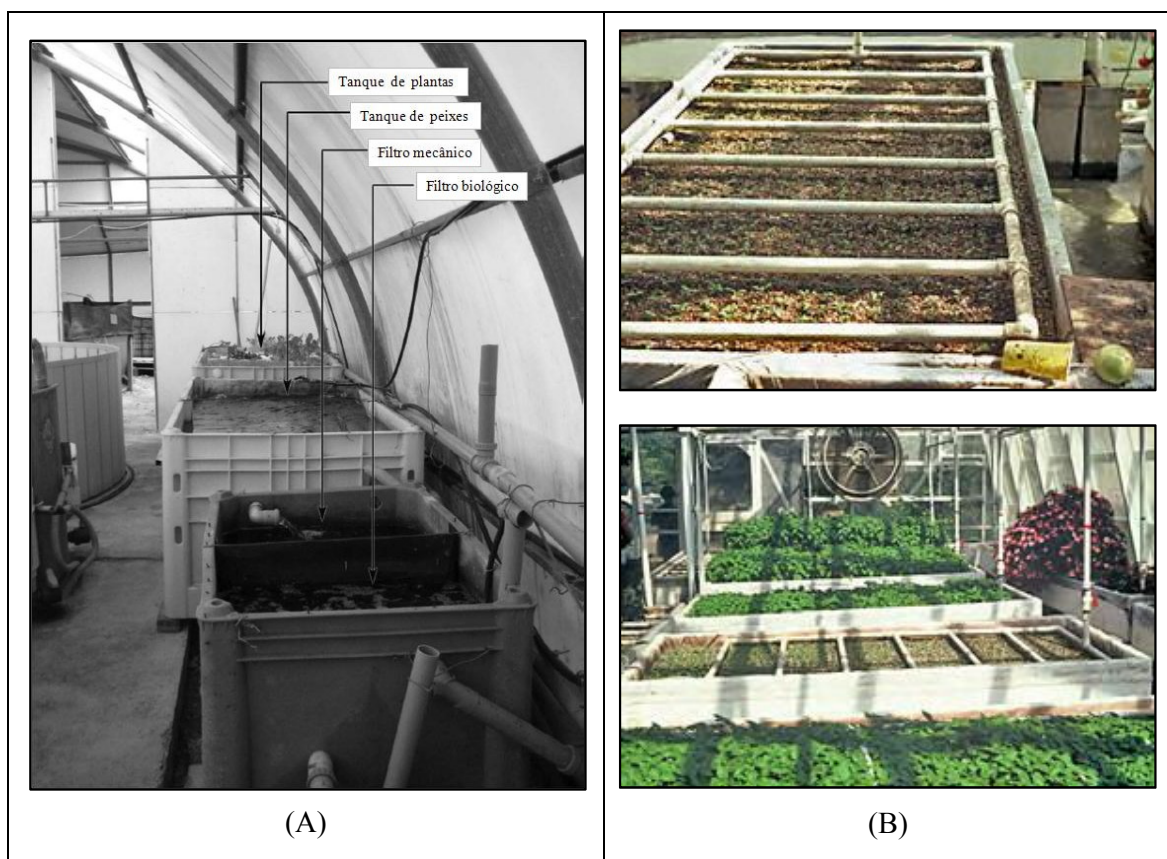 Tanque de plantas
Tanque de peixes
Filtro mecânico
Filtro biológico
(A)
(B)